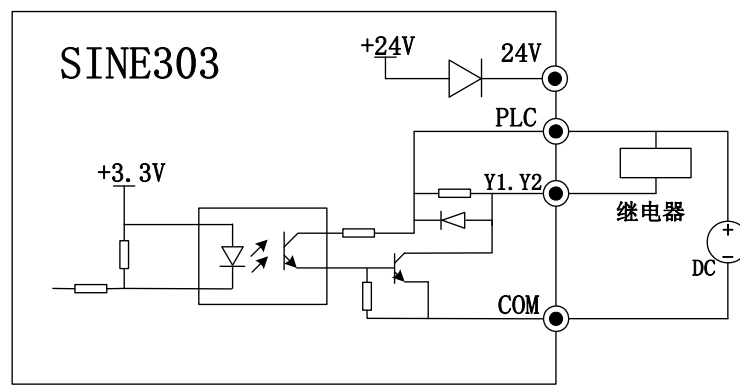 SINE303
+24V
24V
PLC
+3.3V
Y1. Y2
继电器
+
DC
−
COM